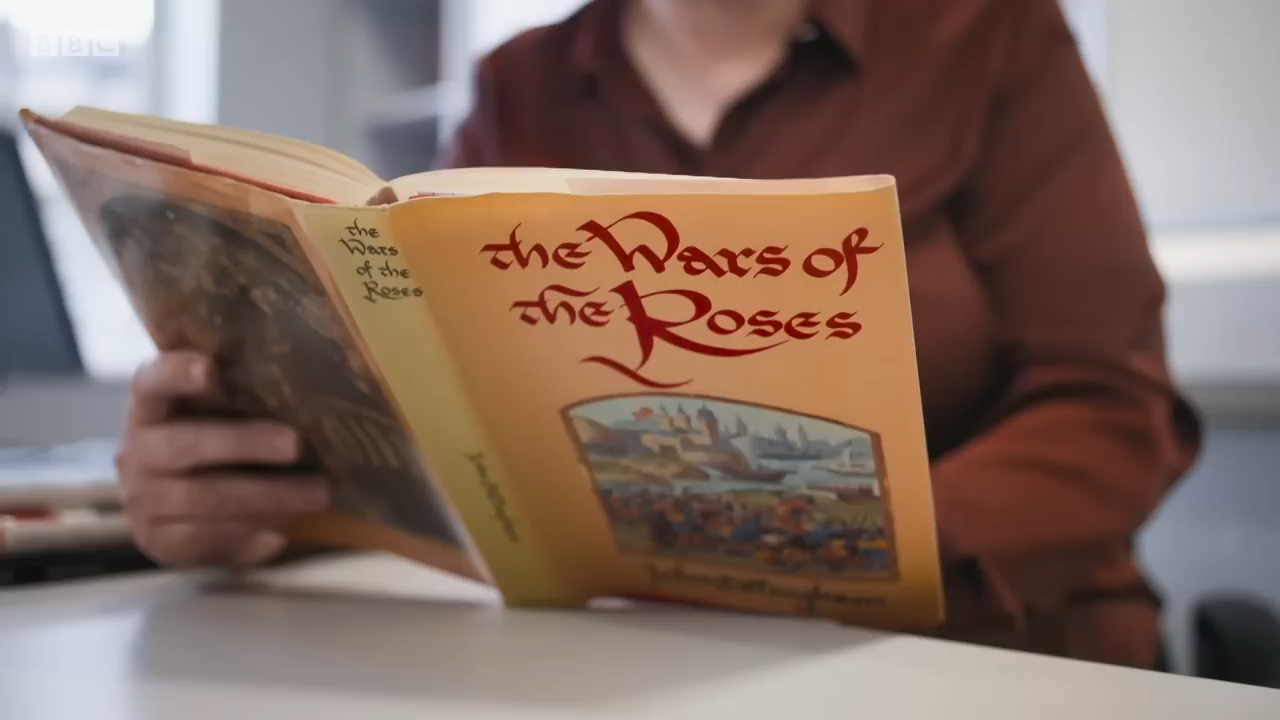 BBC
the
Wars
of the
Roses
the Wars of
the Roses